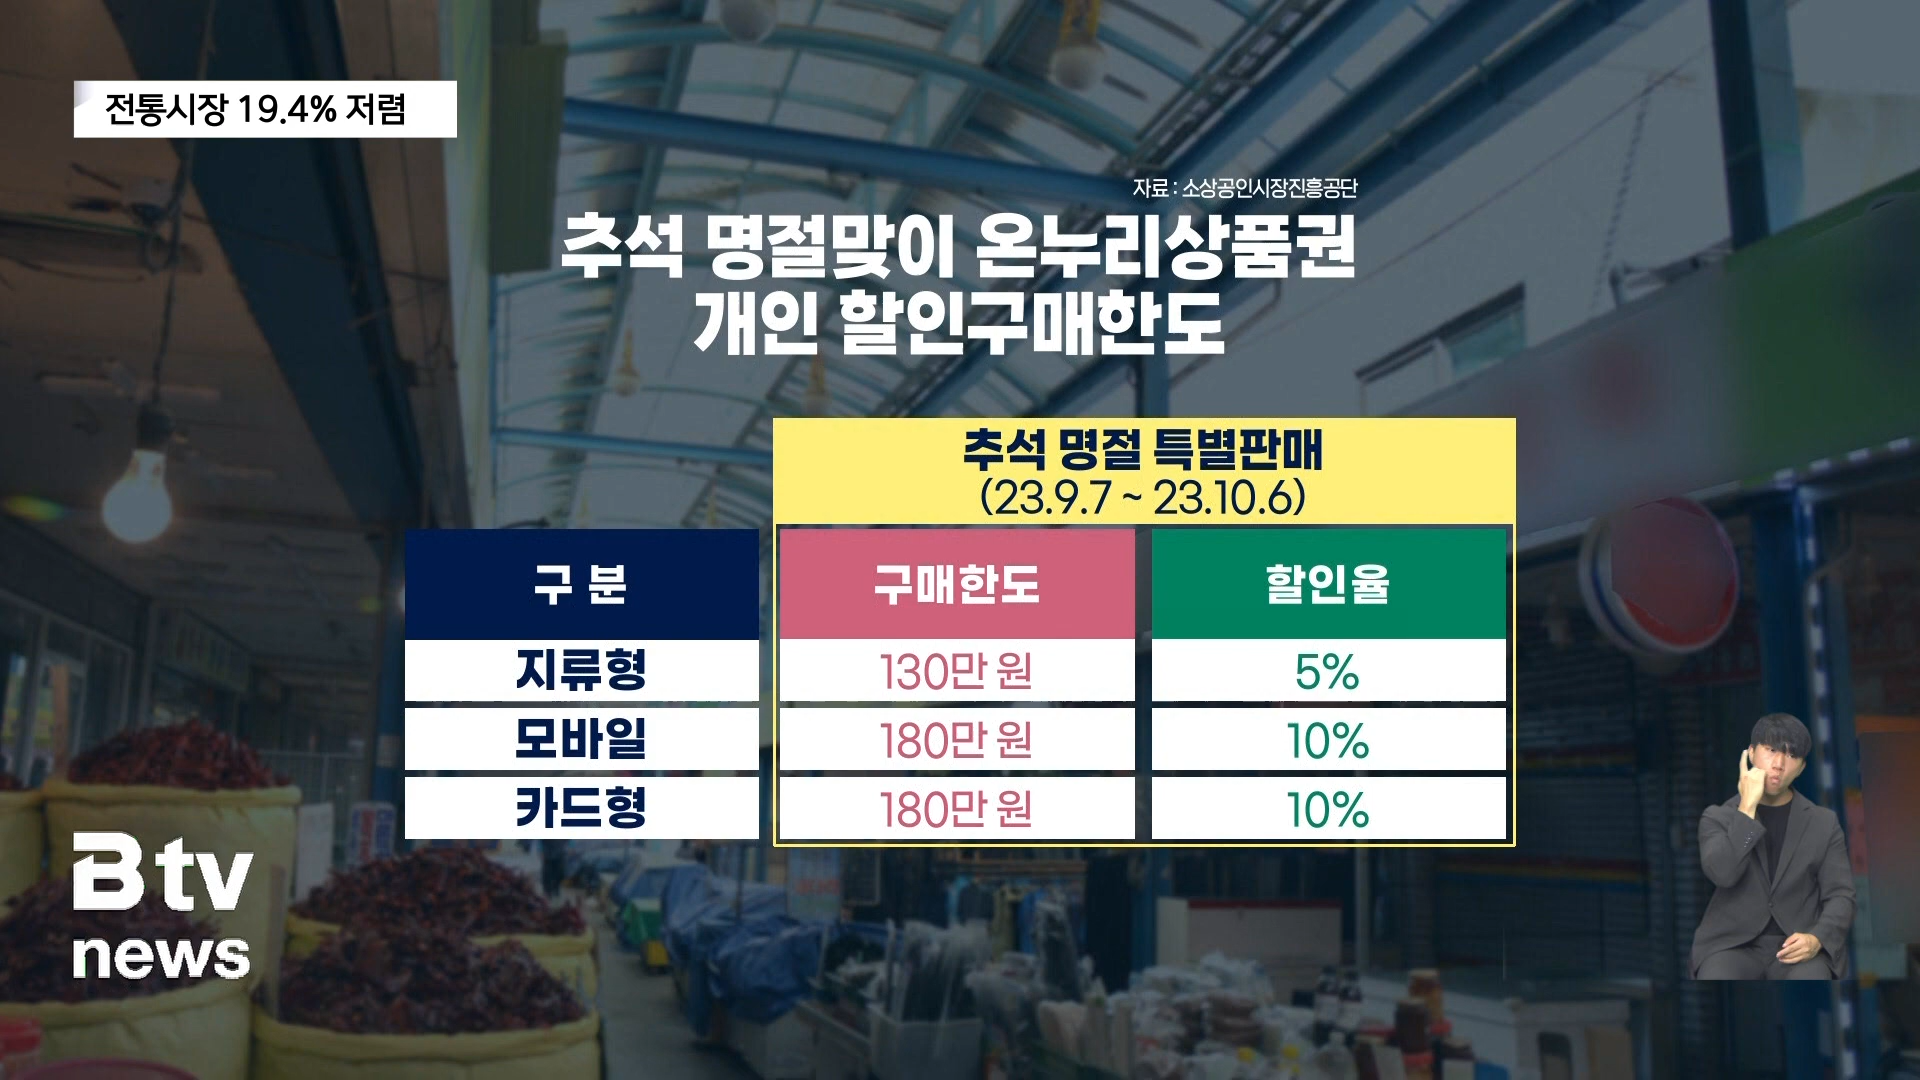 전통시장 19.4% 저렴
자료 : 소상공인시장진흥공단
추석 명절맞이 온누리상품권
개인 할인구매한도
추석 명절 특별판매
(23.9.7 ~ 23.10.6)
구 분 구매한도 할인율
지류형 130만 원 5%
모바일 180만 원 10%
카드형 180만 원 10%
B tv
news